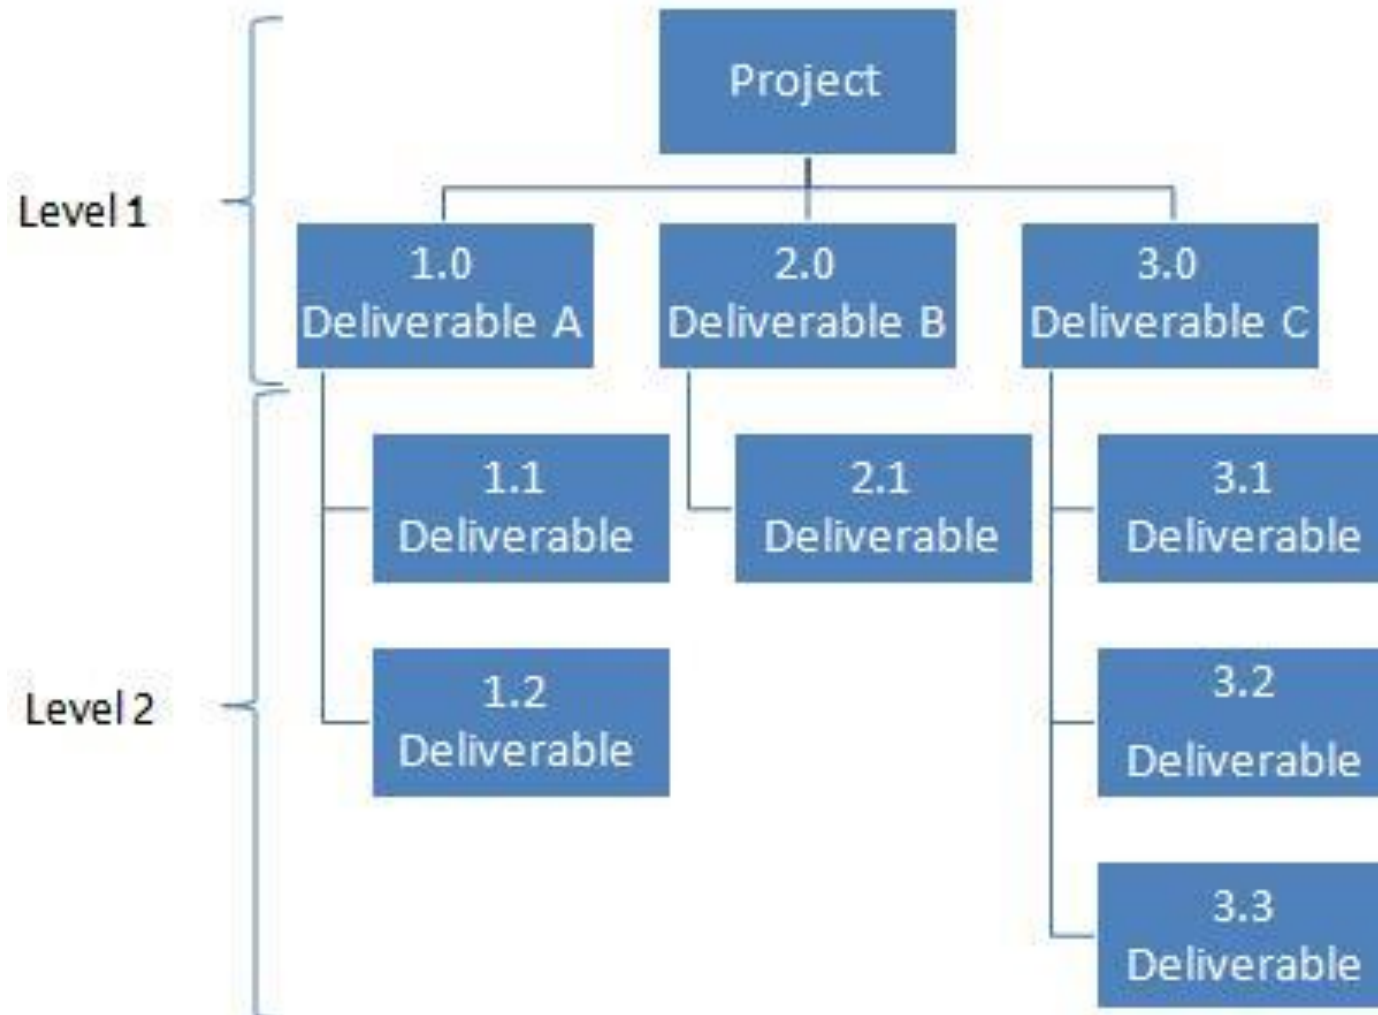 Project
Level 1
1.0
Deliverable A
2.0
Deliverable B
3.0
Deliverable C
1.1
Deliverable
2.1
Deliverable
3.1
Deliverable
Level 2
1.2
Deliverable
3.2
Deliverable
3.3
Deliverable